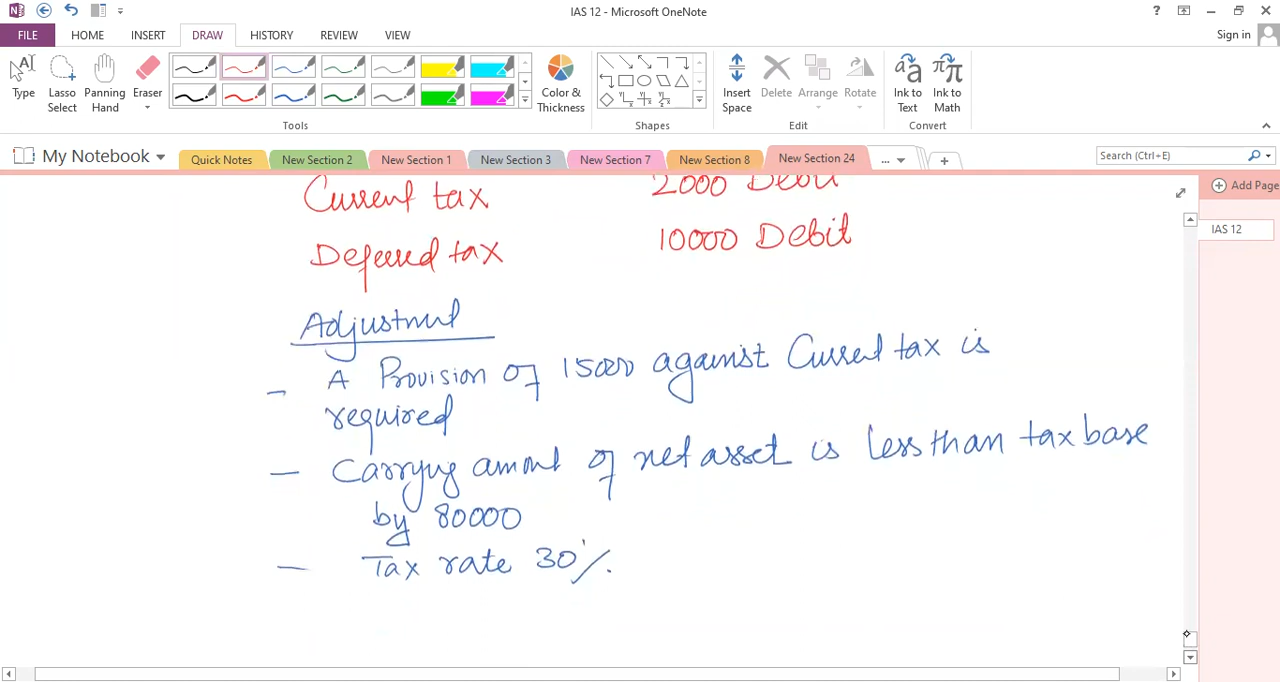 IAS 12 - Microsoft OneNote
?
FILE HOME INSERT DRAW HISTORY REVIEW VIEW
Sign in
Type
Lasso Select
Panning Hand
Eraser
Color & Thickness
Insert Space
Delete
Arrange
Rotate
Ink to Text
Ink to Math
Tools Shapes Edit Convert
My Notebook Quick Notes New Section 2 New Section 1 New Section 3 New Section 7 New Section 8 New Section 24 ... +
Search (Ctrl+E)
Add Page
IAS 12
Current tax 2000 Debit
Deferred tax 10000 Debit
Adjustment
- A Provision of 15000 against Current tax is
required
- Carrying amount of net asset is less than tax base
by 80000
- Tax rate 30%